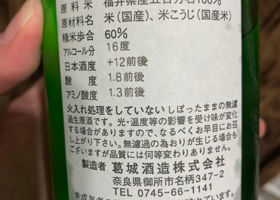 米 福井県産五百万石100%
米(国産)、米こうじ(国産米)
精米歩合 60%
アルコール分 16度
日本酒度 +12前後
酸度 1.8前後
アミノ酸度 1.3前後
火入れ処理をしていない しぼったままの無濾
過生原酒です。光・温度等の影響を受け味が変化
する場合がありますので、なるべくお早目にお召
し上がり下さい。無濾過の為おりが生じる場合も
ございますが品質には何等変わりありません。
製造者 葛城酒造株式会社
奈良県御所市名柄347-2
TEL 0745-66-1141